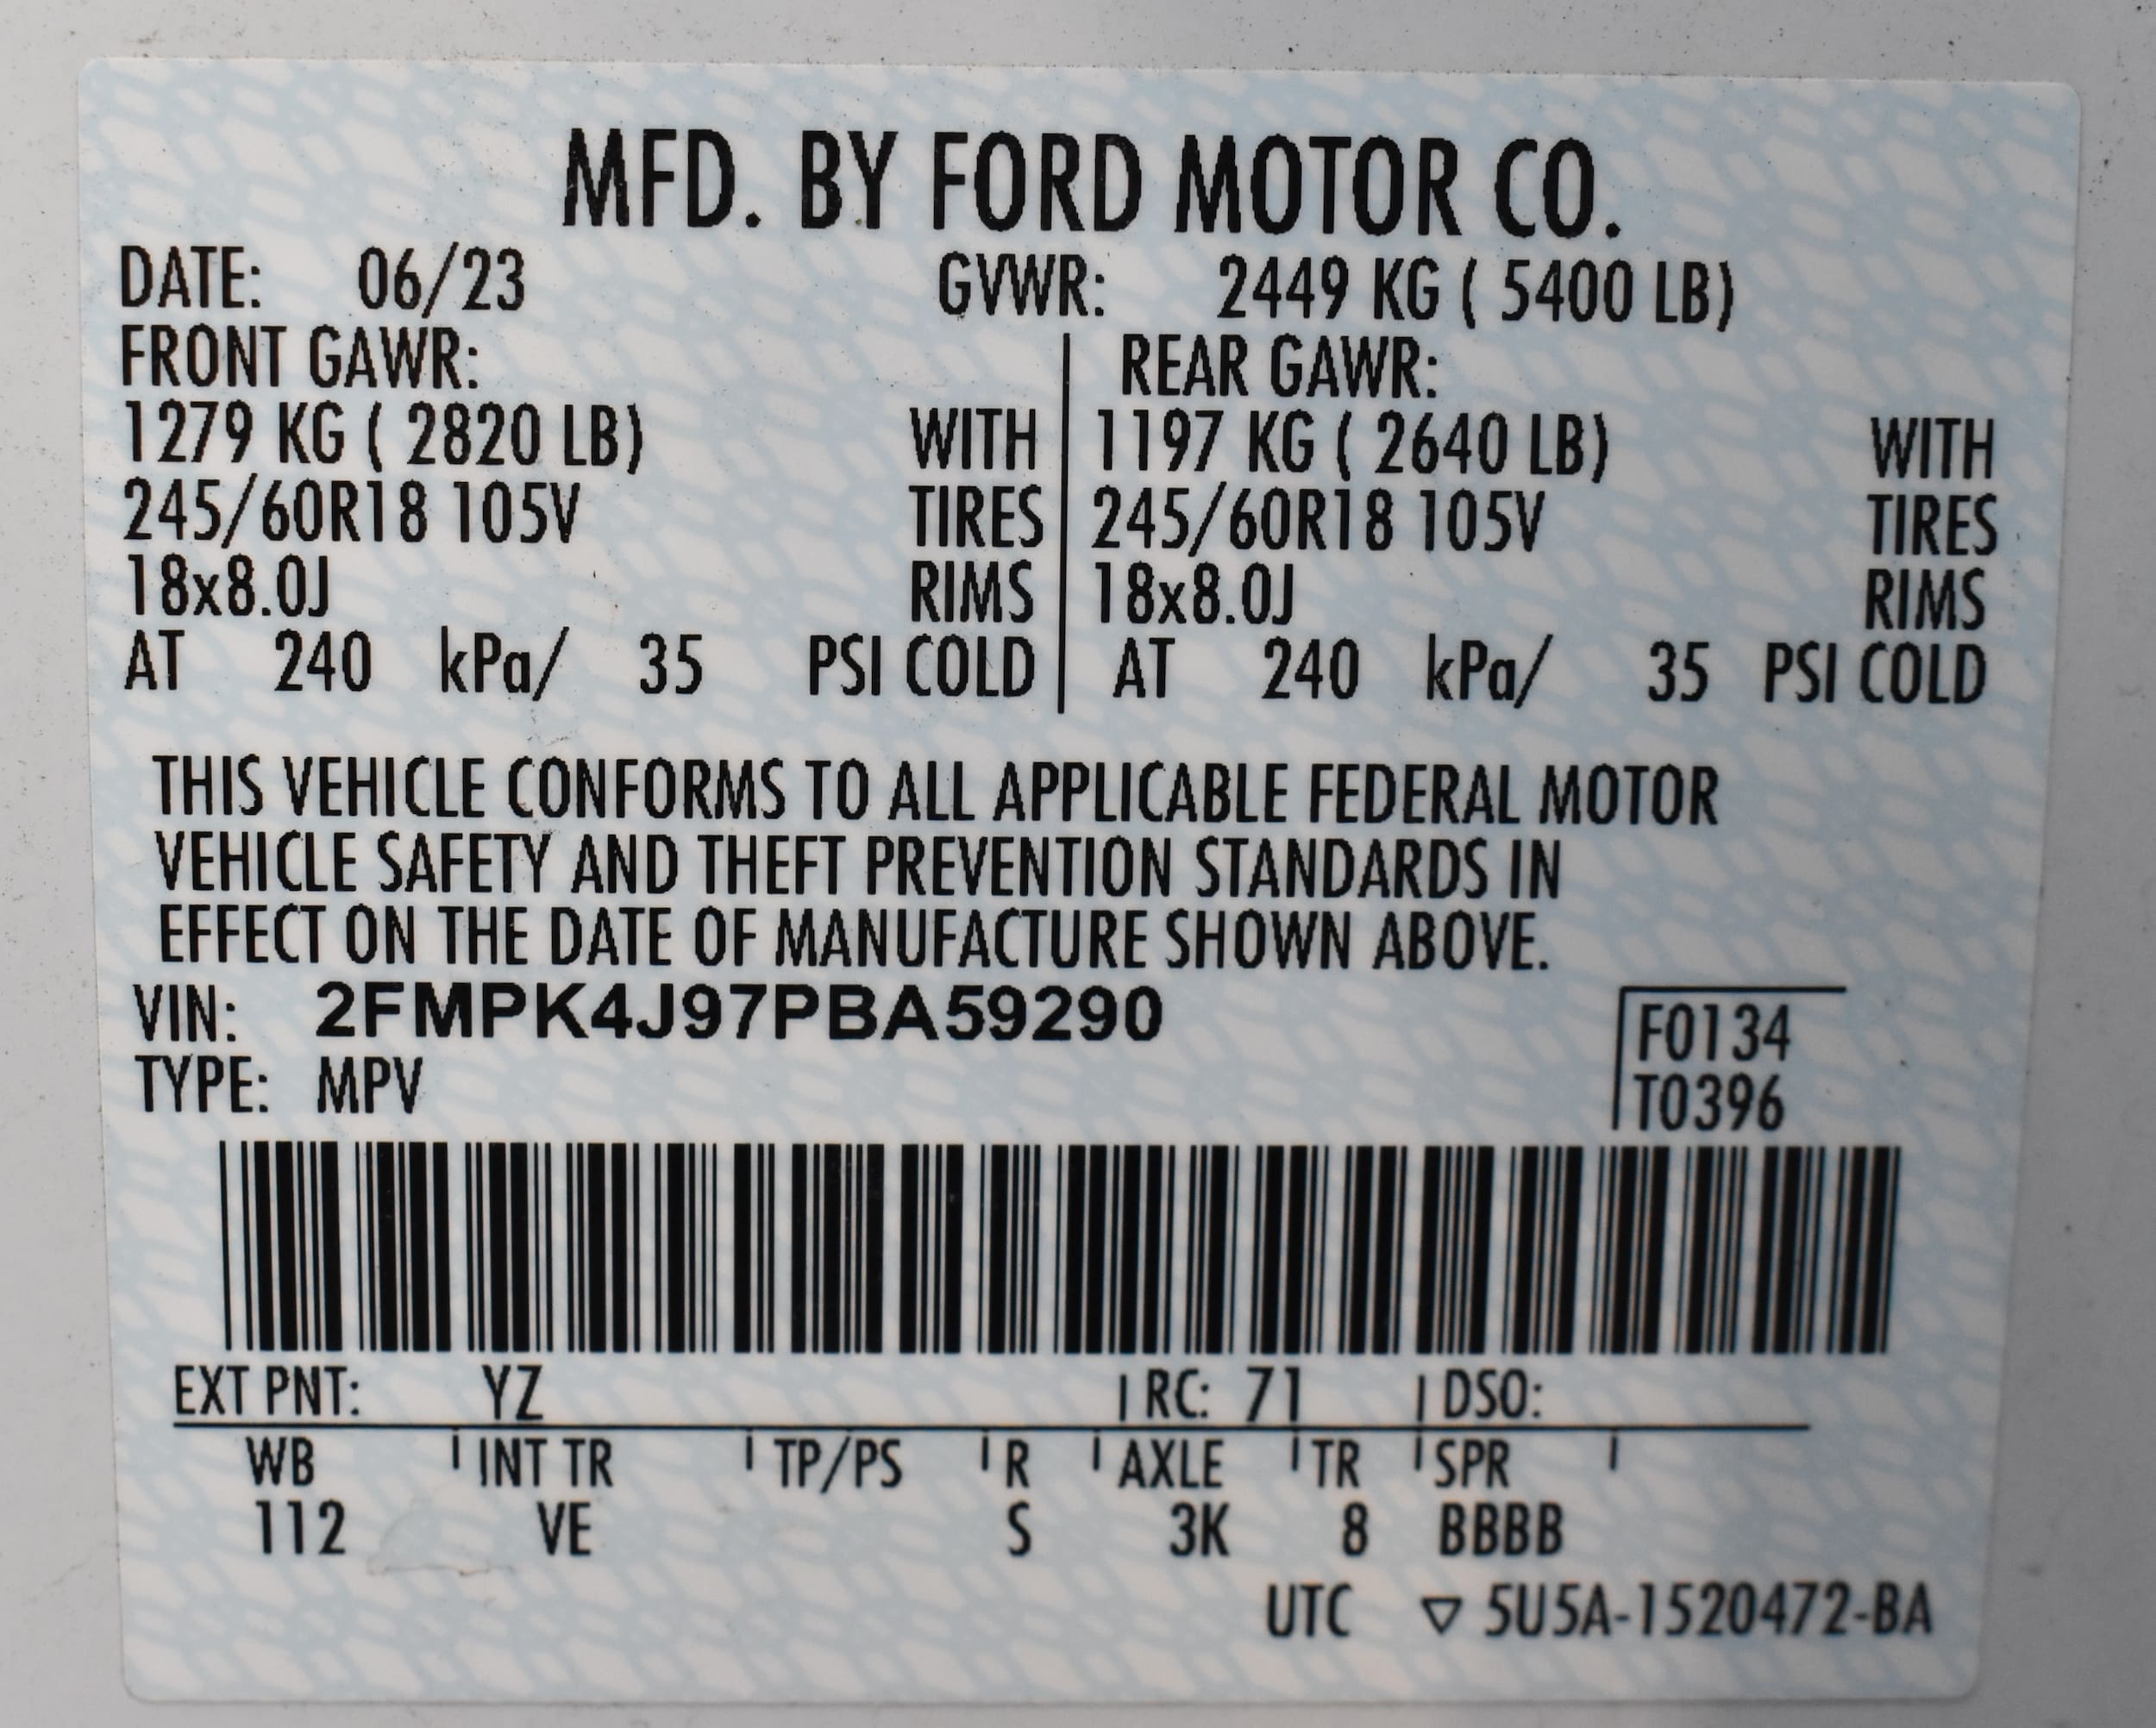 MFD. BY FORD MOTOR CO.
DATE: 06/23 GVWR: 2449 KG ( 5400 LB)
FRONT GAWR: REAR GAWR:
1279 KG ( 2820 LB) WITH 1197 KG ( 2640 LB) WITH
245/60R18 105V TIRES 245/60R18 105V TIRES
18x8.0J RIMS 18x8.0J RIMS
AT 240 kPa/ 35 PSI COLD AT 240 kPa/ 35 PSI COLD
THIS VEHICLE CONFORMS TO ALL APPLICABLE FEDERAL MOTOR
VEHICLE SAFETY AND THEFT PREVENTION STANDARDS IN
EFFECT ON THE DATE OF MANUFACTURE SHOWN ABOVE.
VIN: 2FMPK4J97PBA59290 F0134
TYPE: MPV T0396
EXT PNT: YZ RC: 71 DSO:
WB INT TR TP/PS R AXLE TR SPR
112 VE S 3K 8 BBBB
UTC ▽ 5U5A-1520472-BA